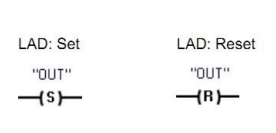 LAD: Set
LAD: Reset
"OUT"
"OUT"
S
R